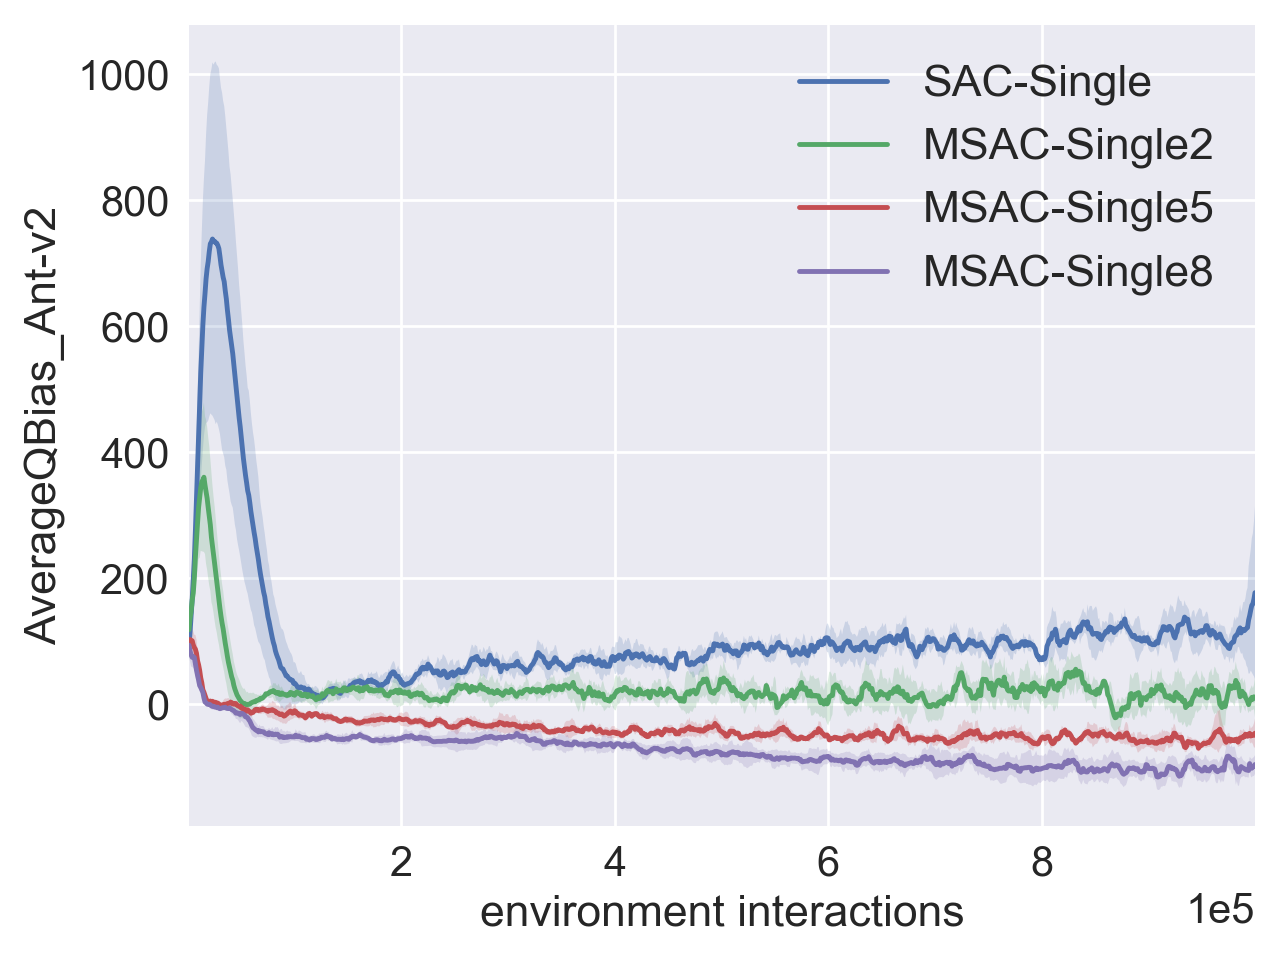 AverageQBias_Ant-v2
1000
800
600
400
200
0
SAC-Single
MSAC-Single2
MSAC-Single5
MSAC-Single8
2
4
6
8
1e5
environment interactions